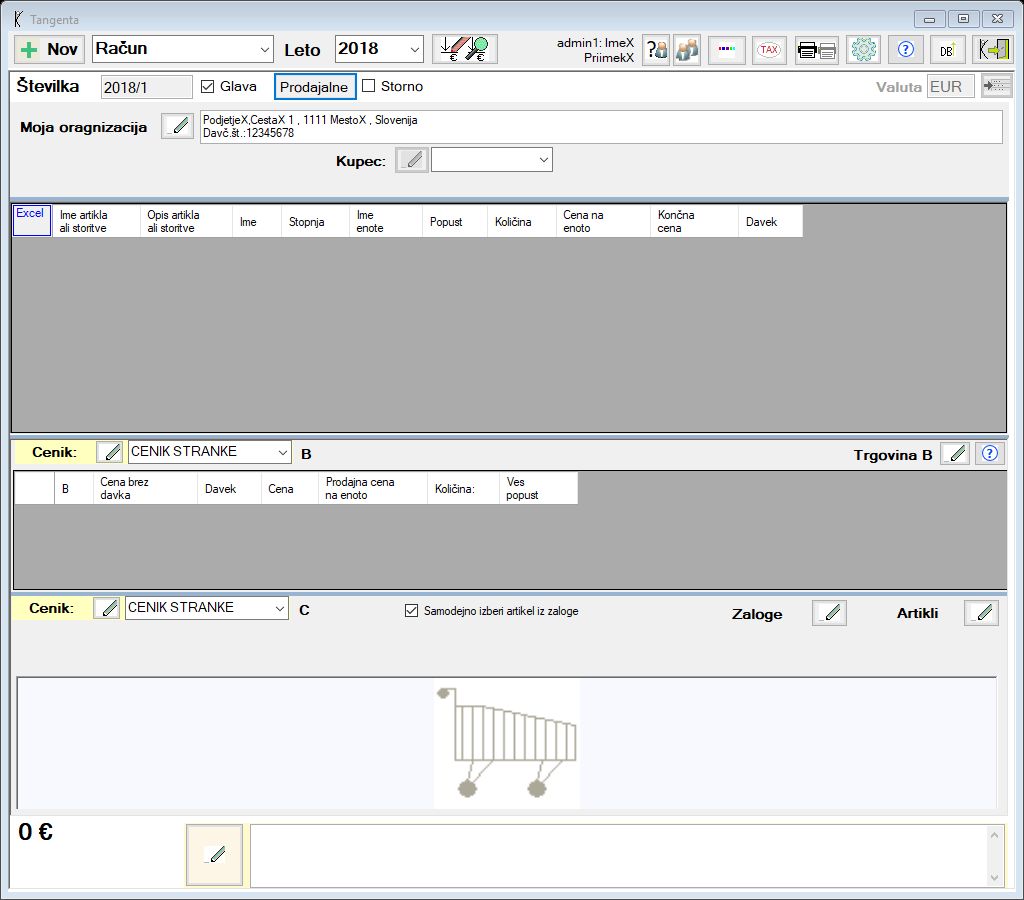 Tangenta
Nov Račun Leto 2018 € € admin1: ImeX
PriimekX
TAX ? DB
Številka 2018/1 Glava Prodajalne Storno Valuta EUR
Moja oragnizacija PodjetjeX,CestaX 1 , 1111 MestoX , Slovenija
Davč.št.:12345678
Kupec:
Excel Ime artikla
ali storitve
Opis artikla
ali storitve
Ime
Stopnja
Ime
enote
Popust
Količina
Cena na
enoto
Končna
cena
Davek
Cenik: CENIK STRANKE B Trgovina B ?
B
Cena brez
davka
Davek
Cena
Prodajna cena
na enoto
Količina:
Ves
popust
Cenik: CENIK STRANKE C Samodejno izberi artikel iz zaloge Zaloge Artikli
0 €